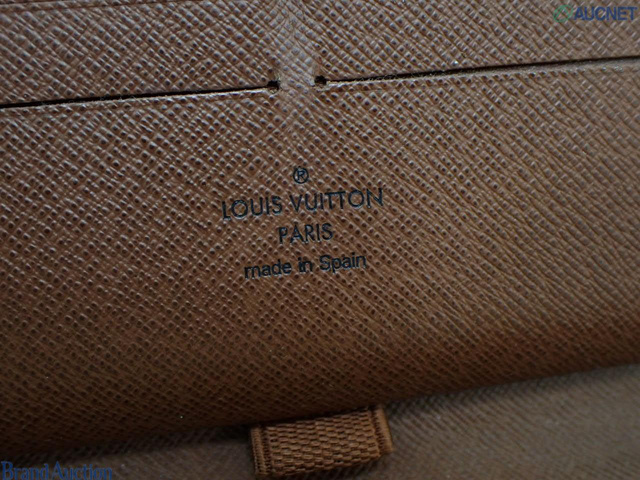 AUCNET
®
LOUIS VUITTON
PARIS
made in Spain
Brand Auction